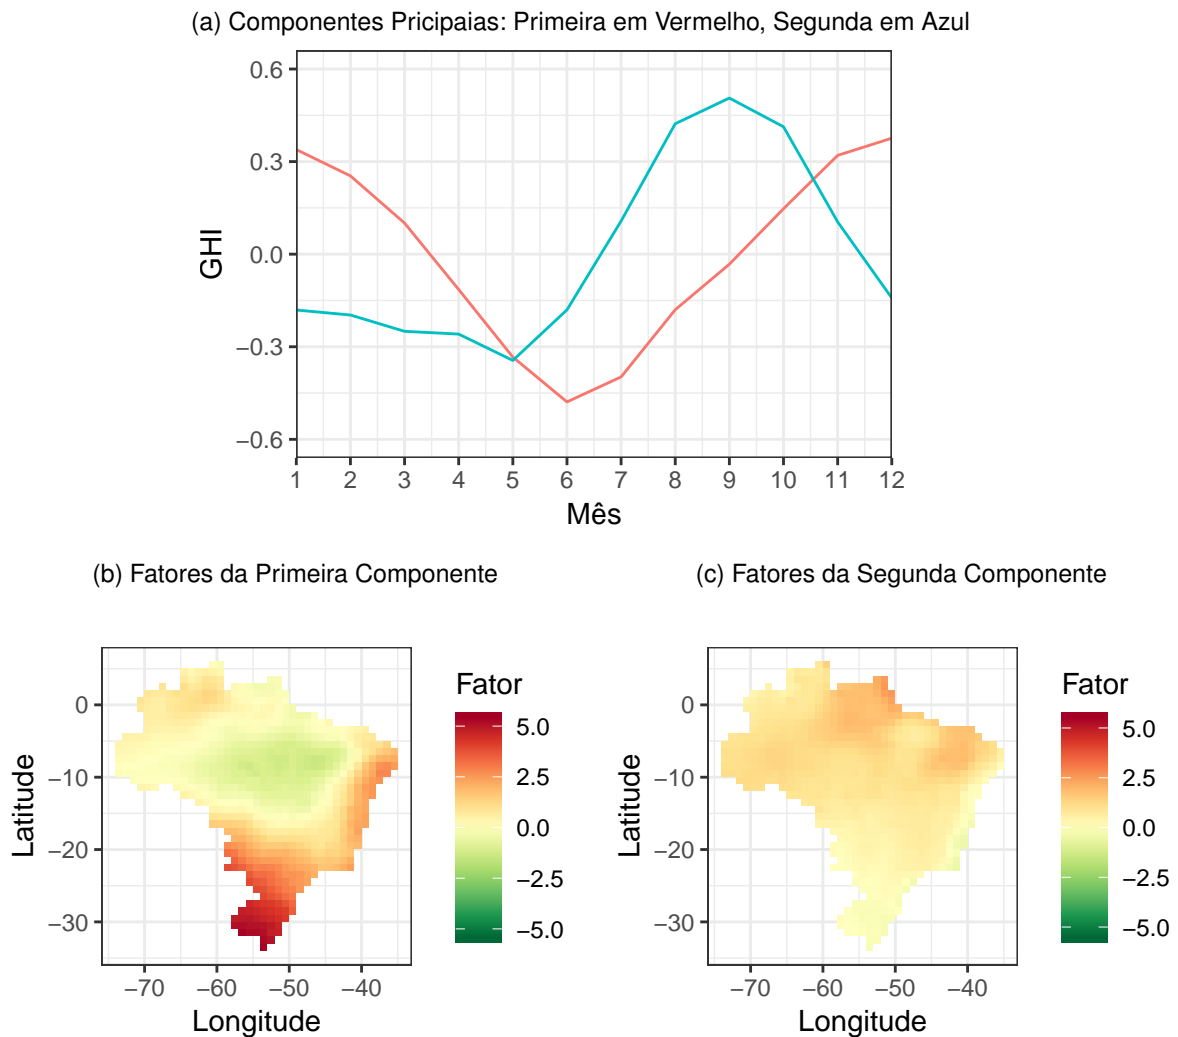 (a) Componentes Pricipaias: Primeira em Vermelho, Segunda em Azul
0.6
0.3
0.0
−0.3
−0.6
GHI
1 2 3 4 5 6 7 8 9 10 11 12
Mês
(b) Fatores da Primeira Componente
0
−10
−20
−30
Latitude
−70 −60 −50 −40
Longitude
Fator
5.0
2.5
0.0
−2.5
−5.0
(c) Fatores da Segunda Componente
0
−10
−20
−30
Latitude
−70 −60 −50 −40
Longitude
Fator
5.0
2.5
0.0
−2.5
−5.0